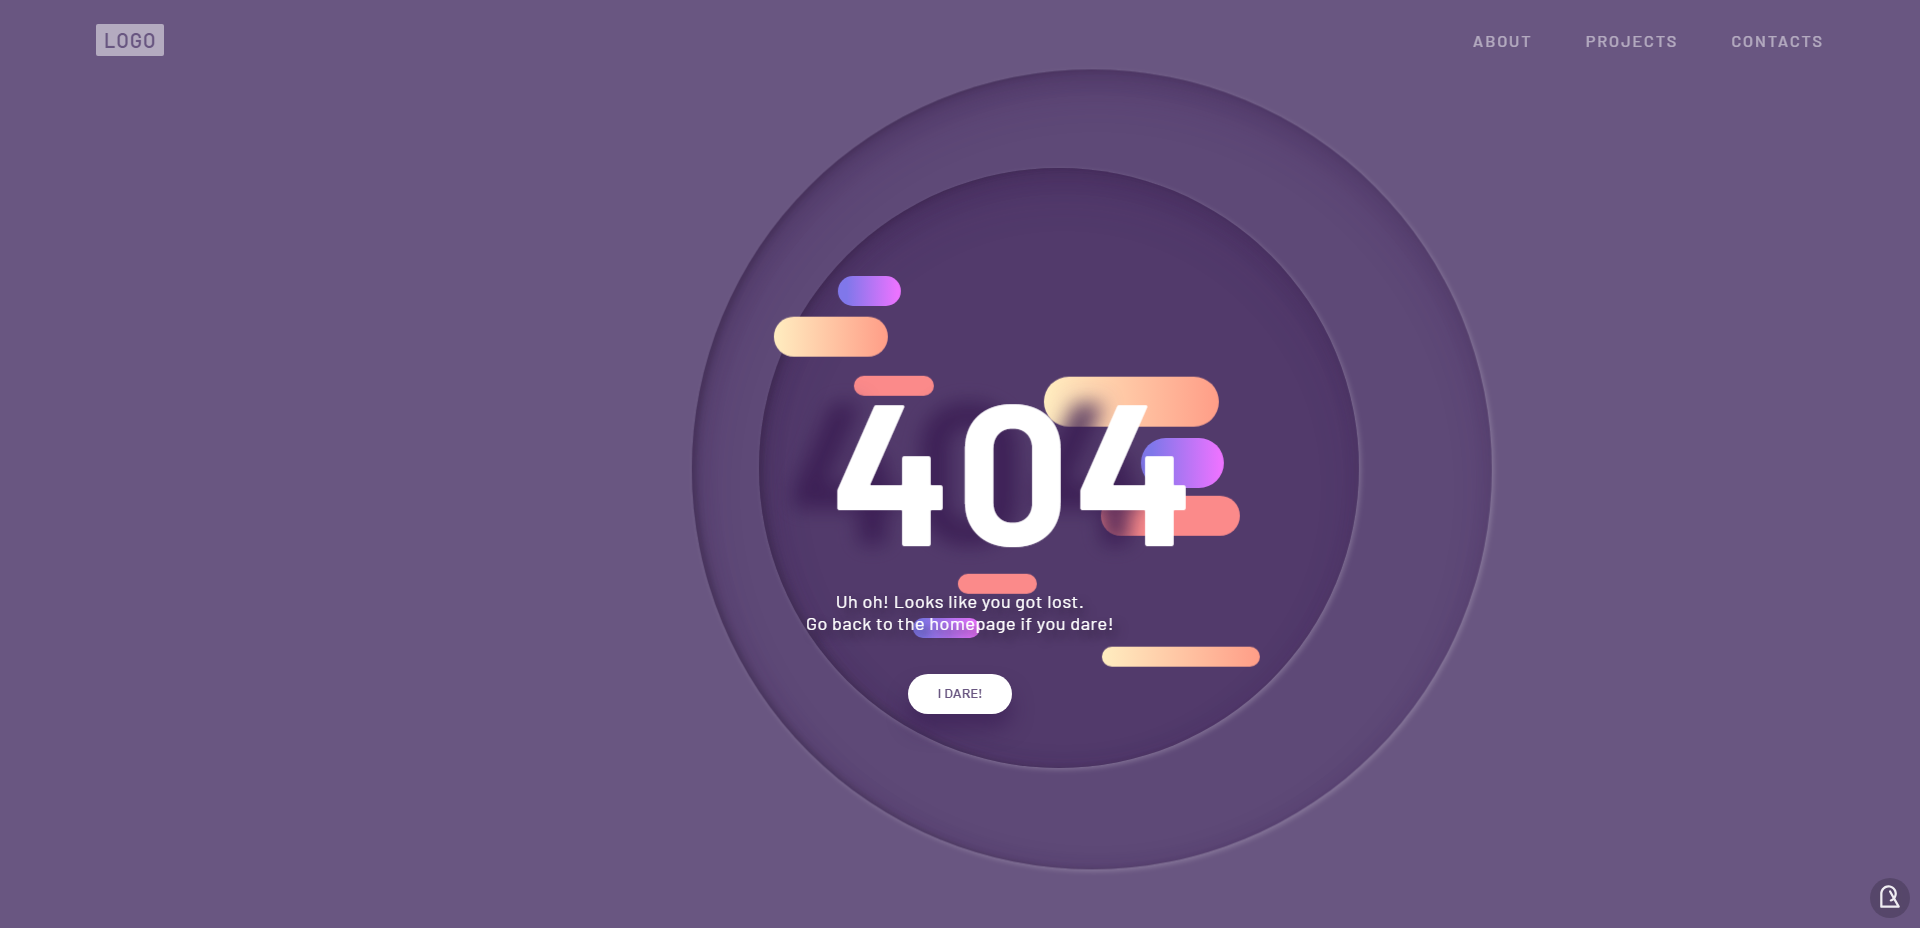 LOGO
ABOUT
PROJECTS
CONTACTS
404
Uh oh! Looks like you got lost.
Go back to the homepage if you dare!
I DARE!